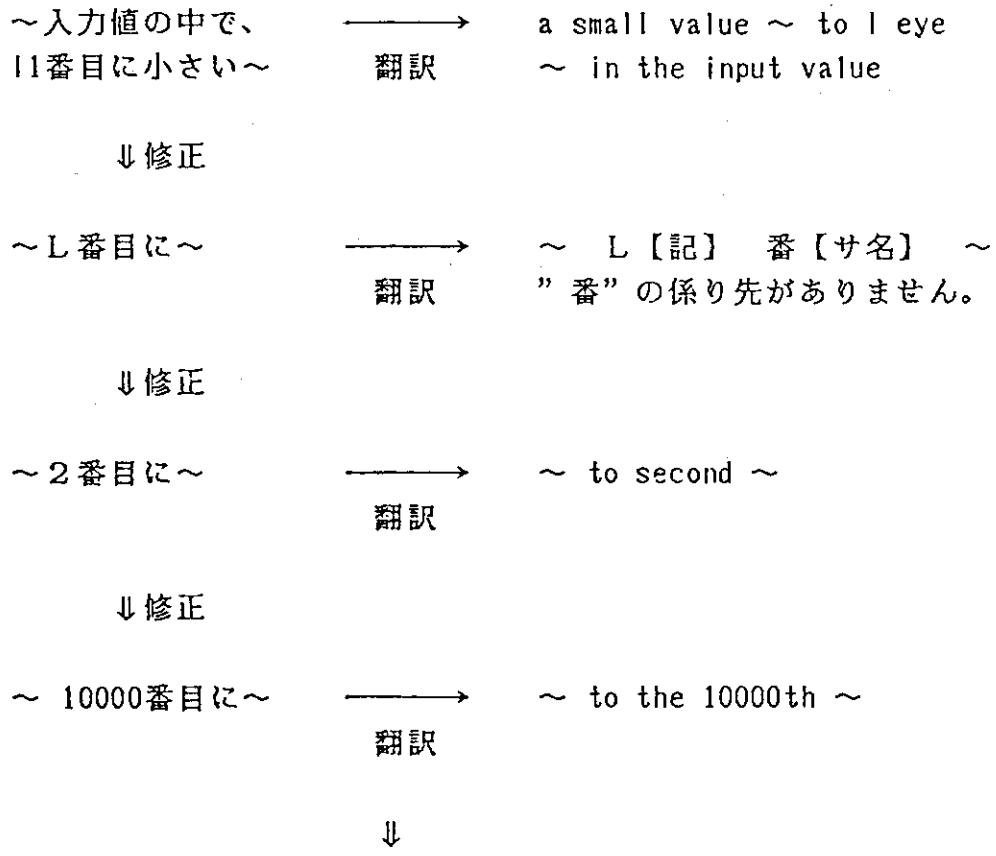 ～入力値の中で、 ⟶ a small value ～ to l eye
l1番目に小さい～ 翻訳 ～ in the input value
⇓修正
～L番目に～ ⟶ ～ L【記】 番【サ名】 ～
翻訳 ”番”の係り先がありません。
⇓修正
～2番目に～ ⟶ ～ to second ～
翻訳
⇓修正
～ 10000番目に～ ⟶ ～ to the 10000th ～
翻訳
⇓